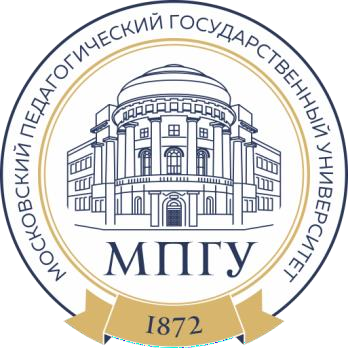 МОСКОВСКИЙ ПЕДАГОГИЧЕСКИЙ ГОСУДАРСТВЕННЫЙ УНИВЕРСИТЕТ
МПГУ
1872